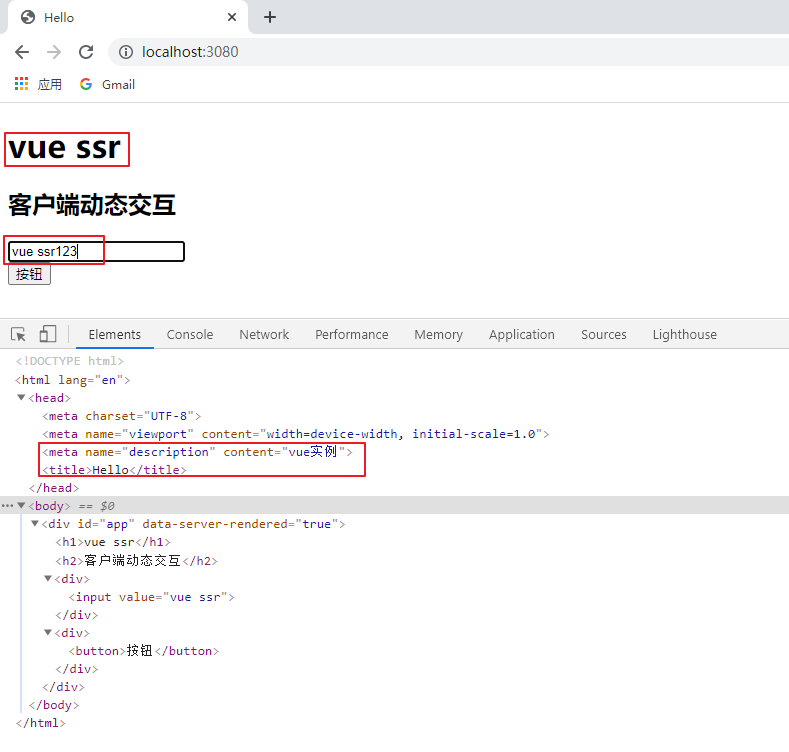 Hello
localhost:3080
应用 Gmail
vue ssr
客户端动态交互
vue ssr123
按钮
Elements Console Network Performance Memory Application Sources Lighthouse
<!DOCTYPE html>
<html lang="en">
<head>
<meta charset="UTF-8">
<meta name="viewport" content="width=device-width, initial-scale=1.0">
<meta name="description" content="vue实例">
<title>Hello</title>
</head>
<body> == $0
<div id="app" data-server-rendered="true">
<h1>vue ssr</h1>
<h2>客户端动态交互</h2>
<div>
<input value="vue ssr">
</div>
<div>
<button>按钮</button>
</div>
</div>
</body>
</html>